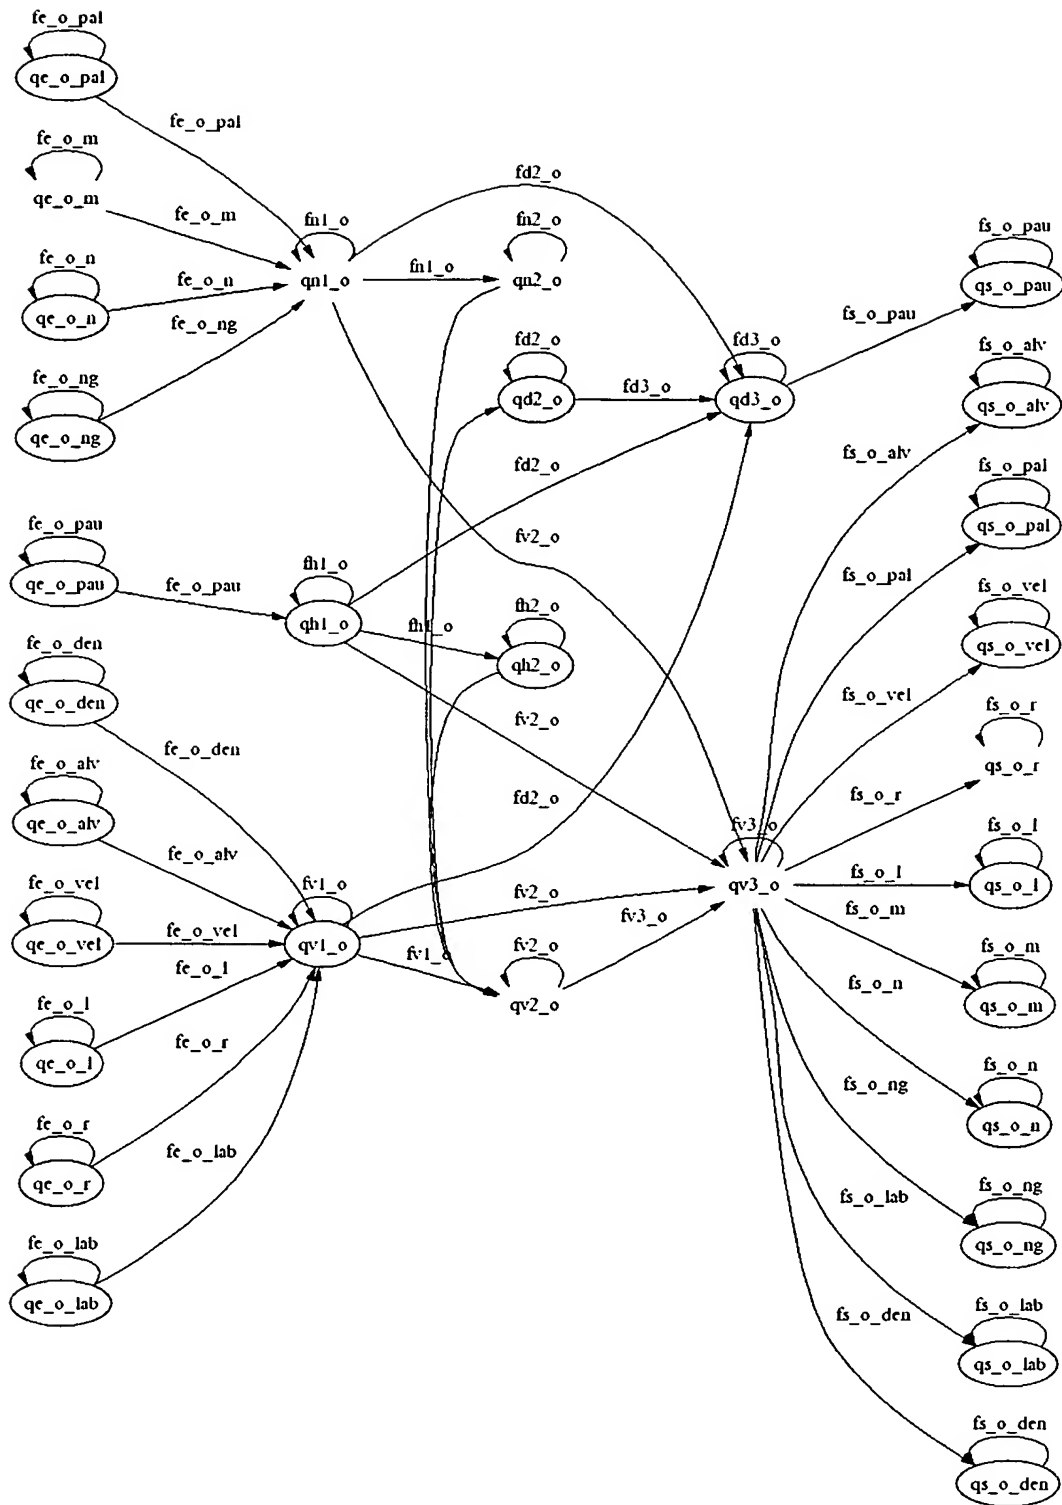 fe_o_pal
qe_o_pal
fe_o_pal
fe_o_m
qe_o_m
fe_o_m
fe_o_n
qe_o_n
fe_o_n
fe_o_ng
fe_o_ng
qe_o_ng
fe_o_pau
qe_o_pau
fe_o_pau
fe_o_den
qe_o_den
fe_o_den
fe_o_alv
qe_o_alv
fe_o_alv
fe_o_vel
qe_o_vel
fe_o_vel
fe_o_l
fe_o_l
qe_o_l
fe_o_r
fe_o_r
qe_o_r
fe_o_lab
fe_o_lab
qe_o_lab
fn1_o
qn1_o
fn1_o
fd2_o
fn2_o
qn2_o
fd2_o
qd2_o
fd3_o
fd3_o
qd3_o
fd2_o
fv2_o
fh1_o
qh1_o
fh1_o
fh2_o
qh2_o
fv2_o
fd2_o
fv1_o
qv1_o
fv2_o
fv1_o
fv2_o
qv2_o
fv3_o
fv3_o
qv3_o
fs_o_pau
fs_o_pau
qs_o_pau
fs_o_alv
fs_o_alv
qs_o_alv
fs_o_pal
fs_o_pal
qs_o_pal
fs_o_vel
fs_o_vel
qs_o_vel
fs_o_r
fs_o_r
qs_o_r
fs_o_l
fs_o_l
qs_o_l
fs_o_m
fs_o_m
qs_o_m
fs_o_n
fs_o_n
qs_o_n
fs_o_ng
fs_o_ng
qs_o_ng
fs_o_lab
fs_o_lab
qs_o_lab
fs_o_den
fs_o_den
qs_o_den